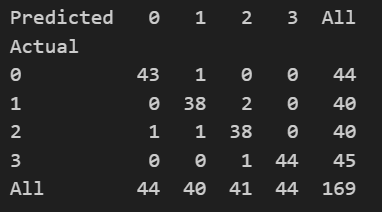 Predicted 0 1 2 3 All
Actual
0 43 1 0 0 44
1 0 38 2 0 40
2 1 1 38 0 40
3 0 0 1 44 45
All 44 40 41 44 169